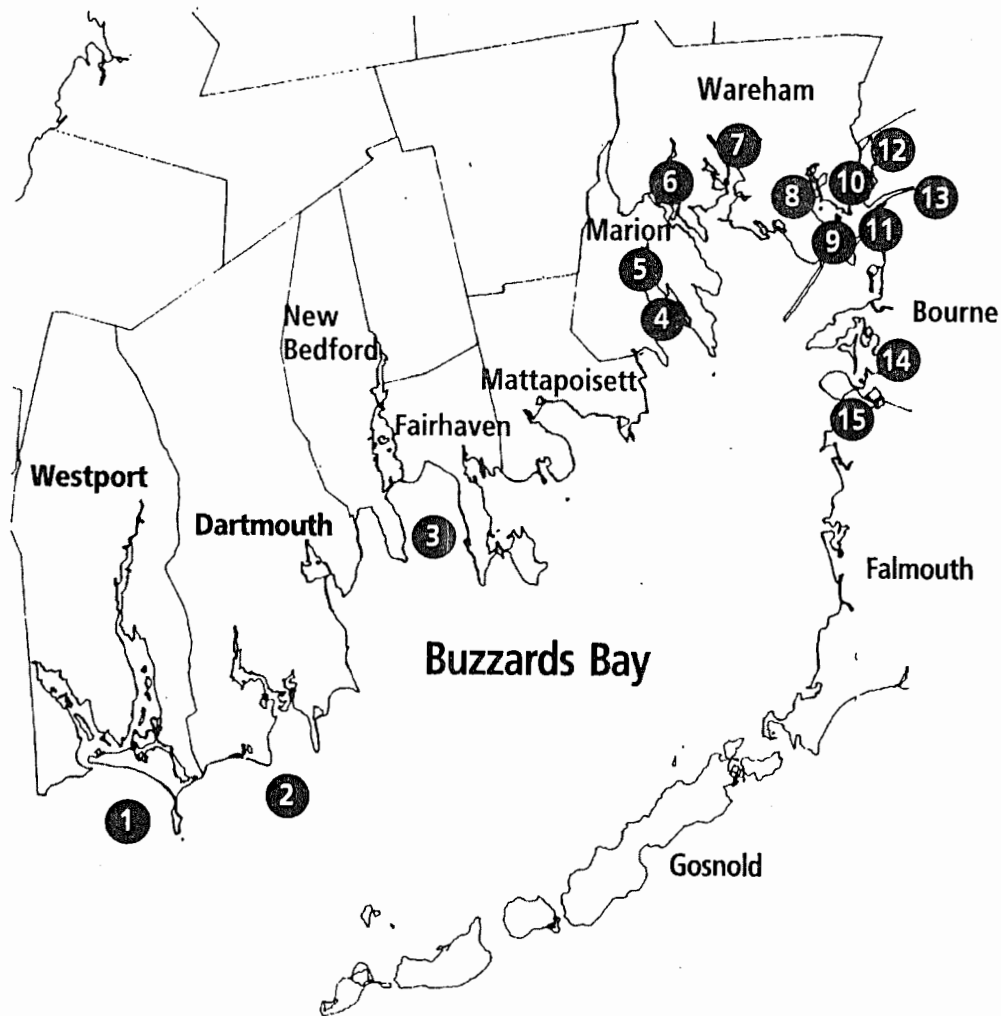 Wareham
7
12
6
10
8
13
Marion
11
9
5
Bourne
New
Bedford
4
14
Mattapoisett
15
Fairhaven
Westport
Dartmouth
3
Falmouth
Buzzards Bay
2
1
Gosnold